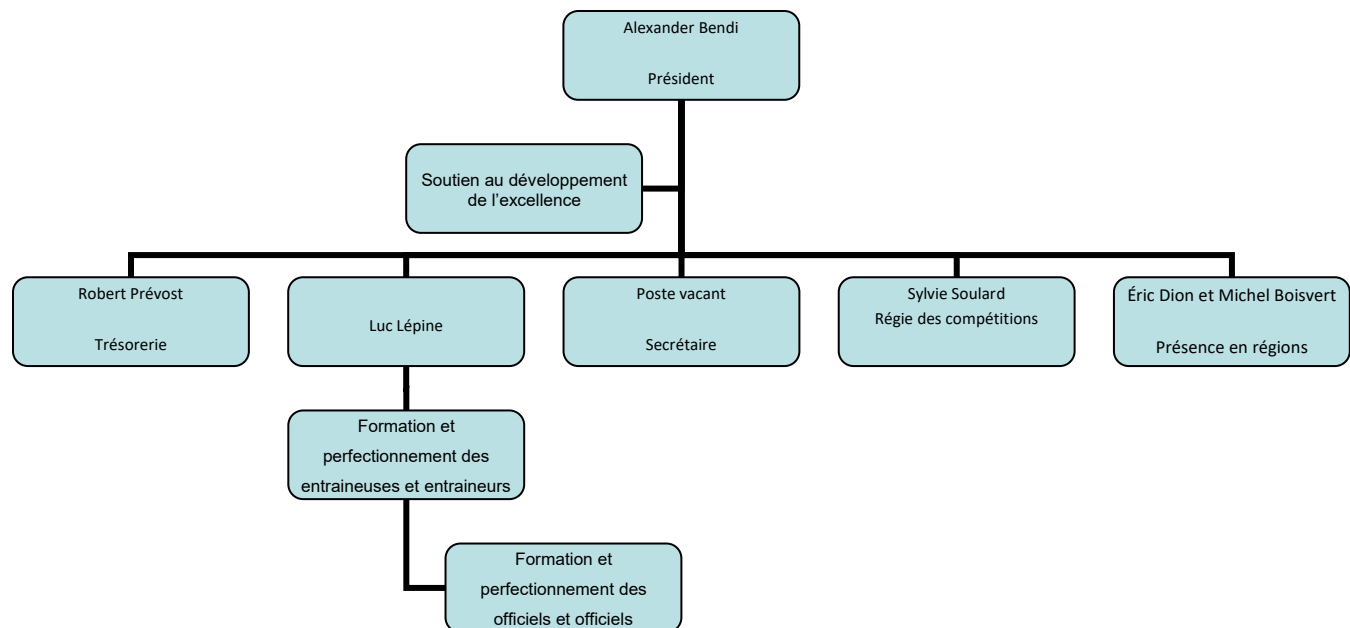 Alexander Bendi
Président
Soutien au développement
de l’excellence
Robert Prévost
Trésorerie
Luc Lépine
Poste vacant
Secrétaire
Sylvie Soulard
Régie des compétitions
Éric Dion et Michel Boisvert
Présence en régions
Formation et
perfectionnement des
entraineuses et entraineurs
Formation et
perfectionnement des
officiels et officiels